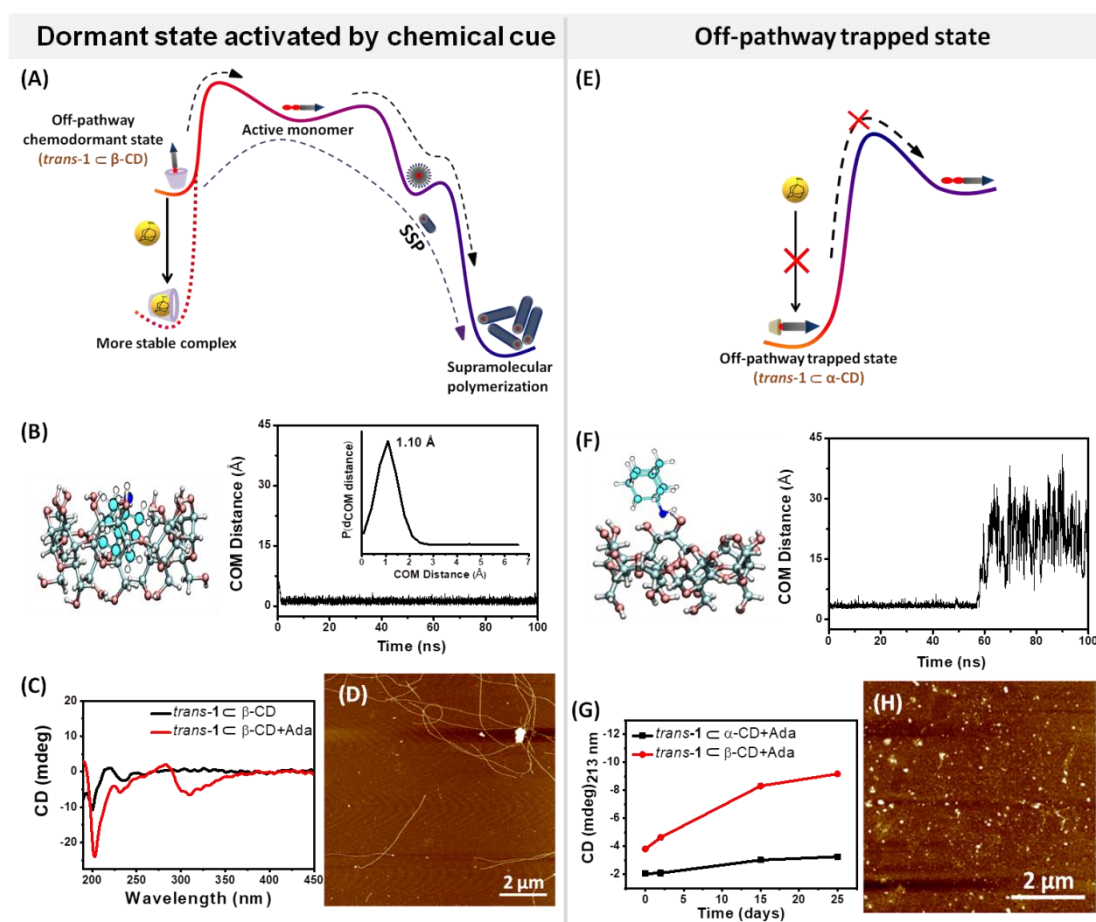 Dormant state activated by chemical cue
Off-pathway trapped state
(A)
Off-pathway
chemodormant state
(trans-1 ⊂ β-CD)
Active monomer
SSP
More stable complex
Supramolecular
polymerization
(E)
Off-pathway trapped state
(trans-1 ⊂ α-CD)
(B)
COM Distance (Å)
45
30
15
0
P(dCOM distance)
1.10 Å
0 1 2 3 4 5 6 7
COM Distance (Å)
0 20 40 60 80 100
Time (ns)
(F)
COM Distance (Å)
45
30
15
0
0 20 40 60 80 100
Time (ns)
(C)
CD (mdeg)
20
10
0
-10
-20
trans-1 ⊂ β-CD
trans-1 ⊂ β-CD+Ada
200 250 300 350 400 450
Wavelength (nm)
(D)
2 µm
(G)
CD (mdeg)213 nm
-12
-10
-8
-6
-4
-2
trans-1 ⊂ α-CD+Ada
trans-1 ⊂ β-CD+Ada
0 5 10 15 20 25
Time (days)
(H)
2 µm